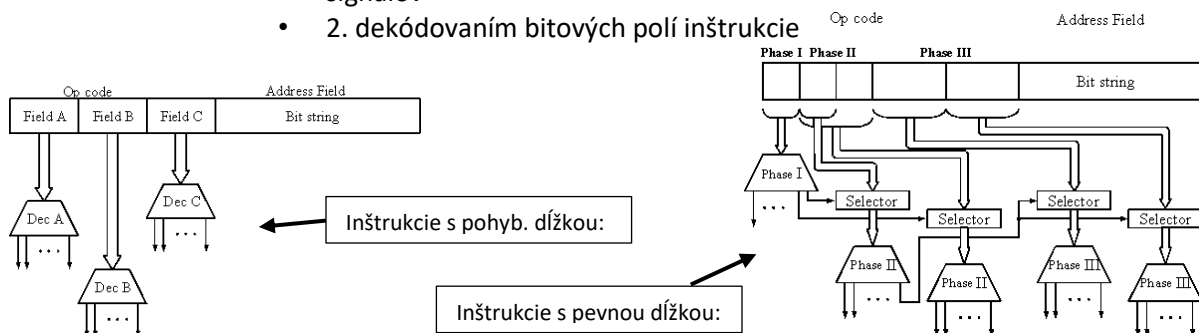 • 2. dekódovaním bitových polí inštrukcie
Op code Address Field
Phase I Phase II Phase III
Bit string
Op code Address Field
Field A Field B Field C Bit string
Phase I
...
Dec A
...
Dec C
...
Dec B
...
Selector
Selector
Selector
Selector
Phase II
...
Phase II
...
Phase III
...
Phase III
...
Inštrukcie s pohyb. dĺžkou:
Inštrukcie s pevnou dĺžkou: